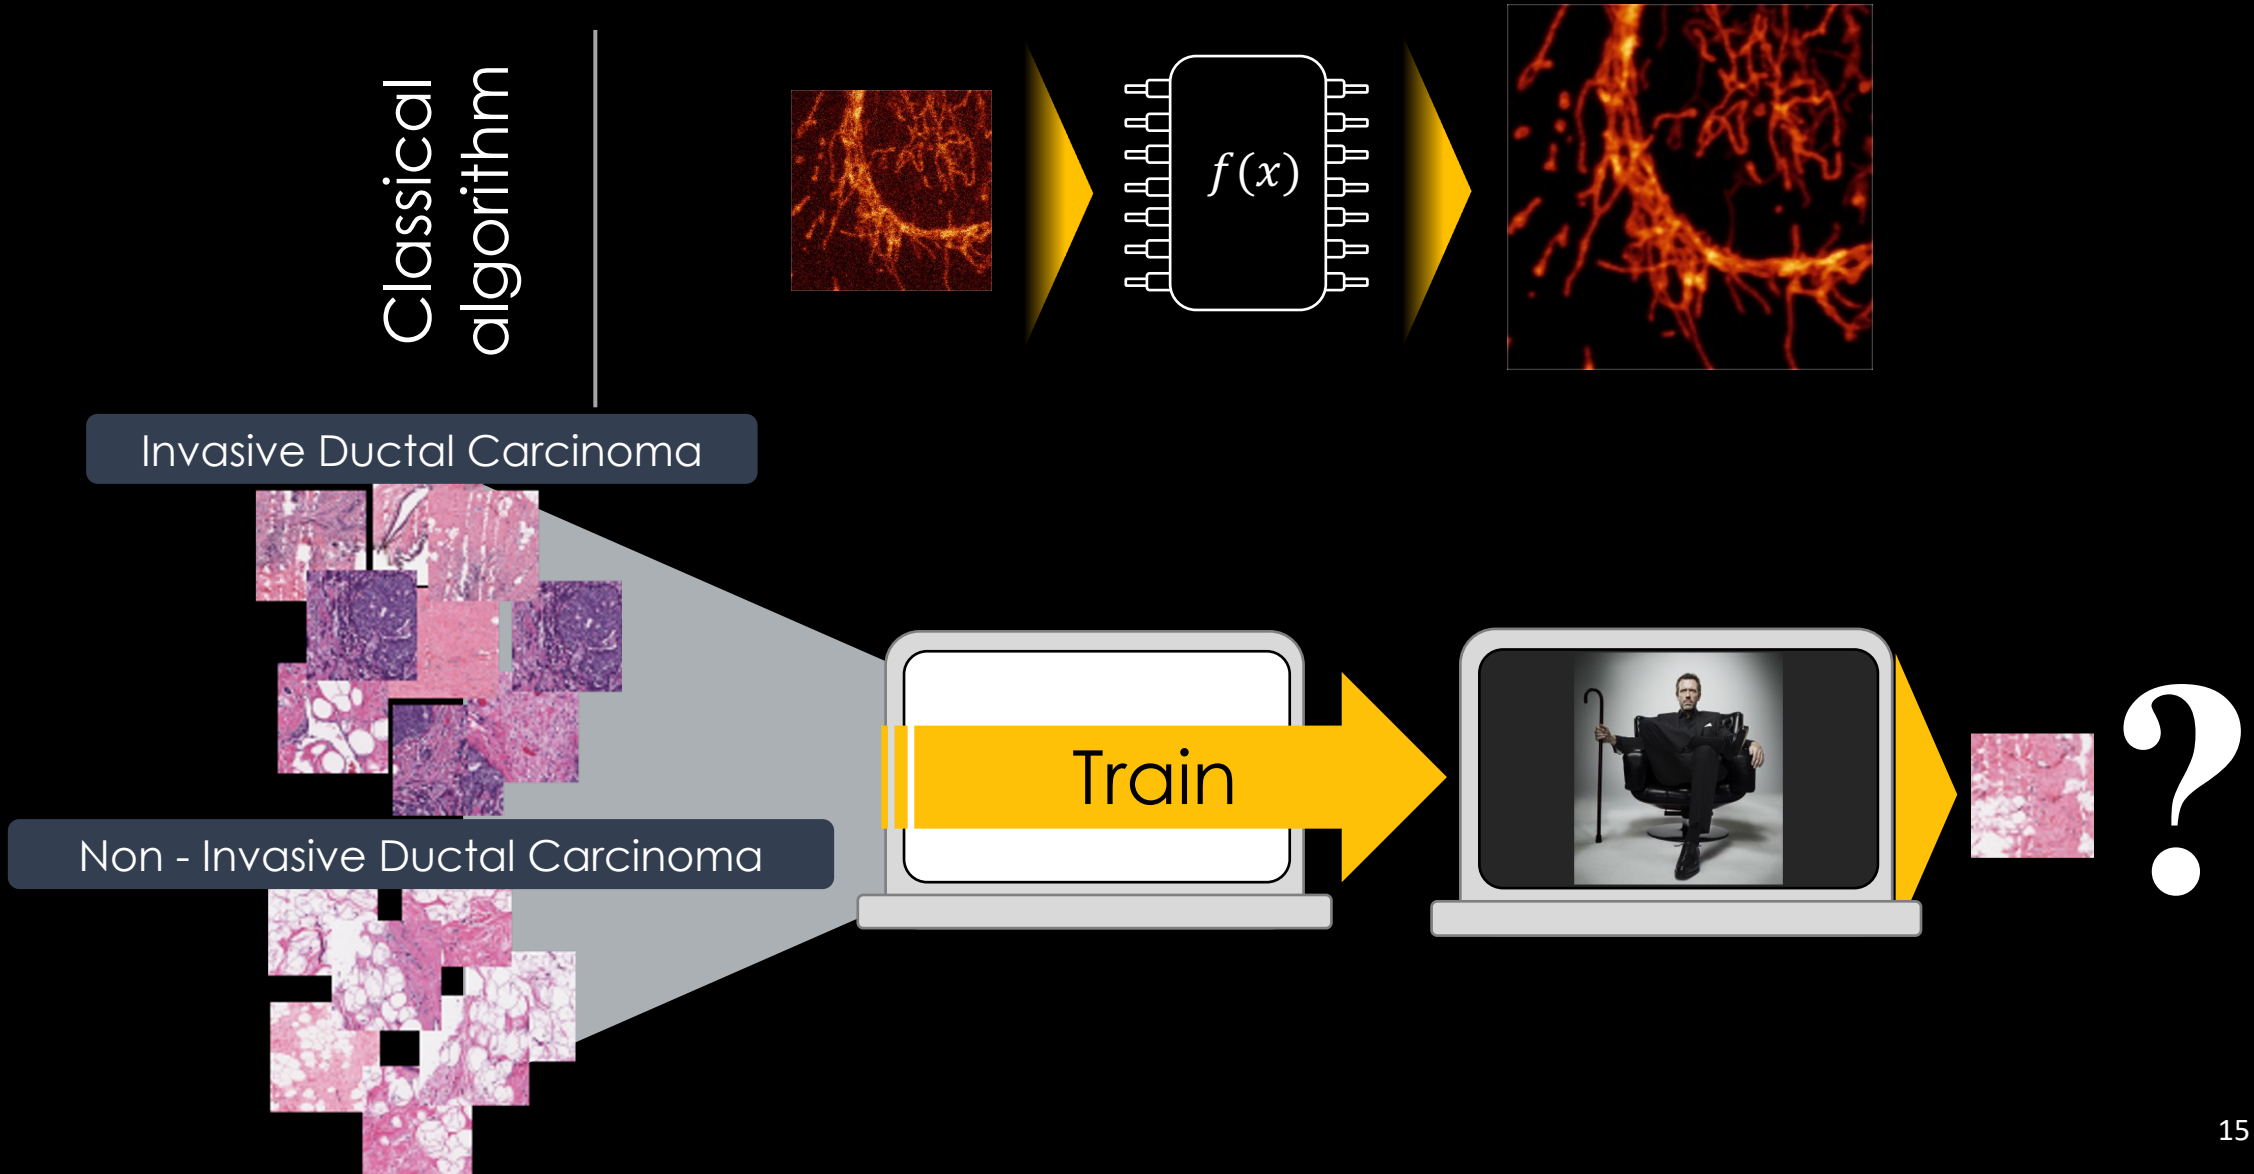 Classical
algorithm
f(x)
Invasive Ductal Carcinoma
Non - Invasive Ductal Carcinoma
Train
?
15